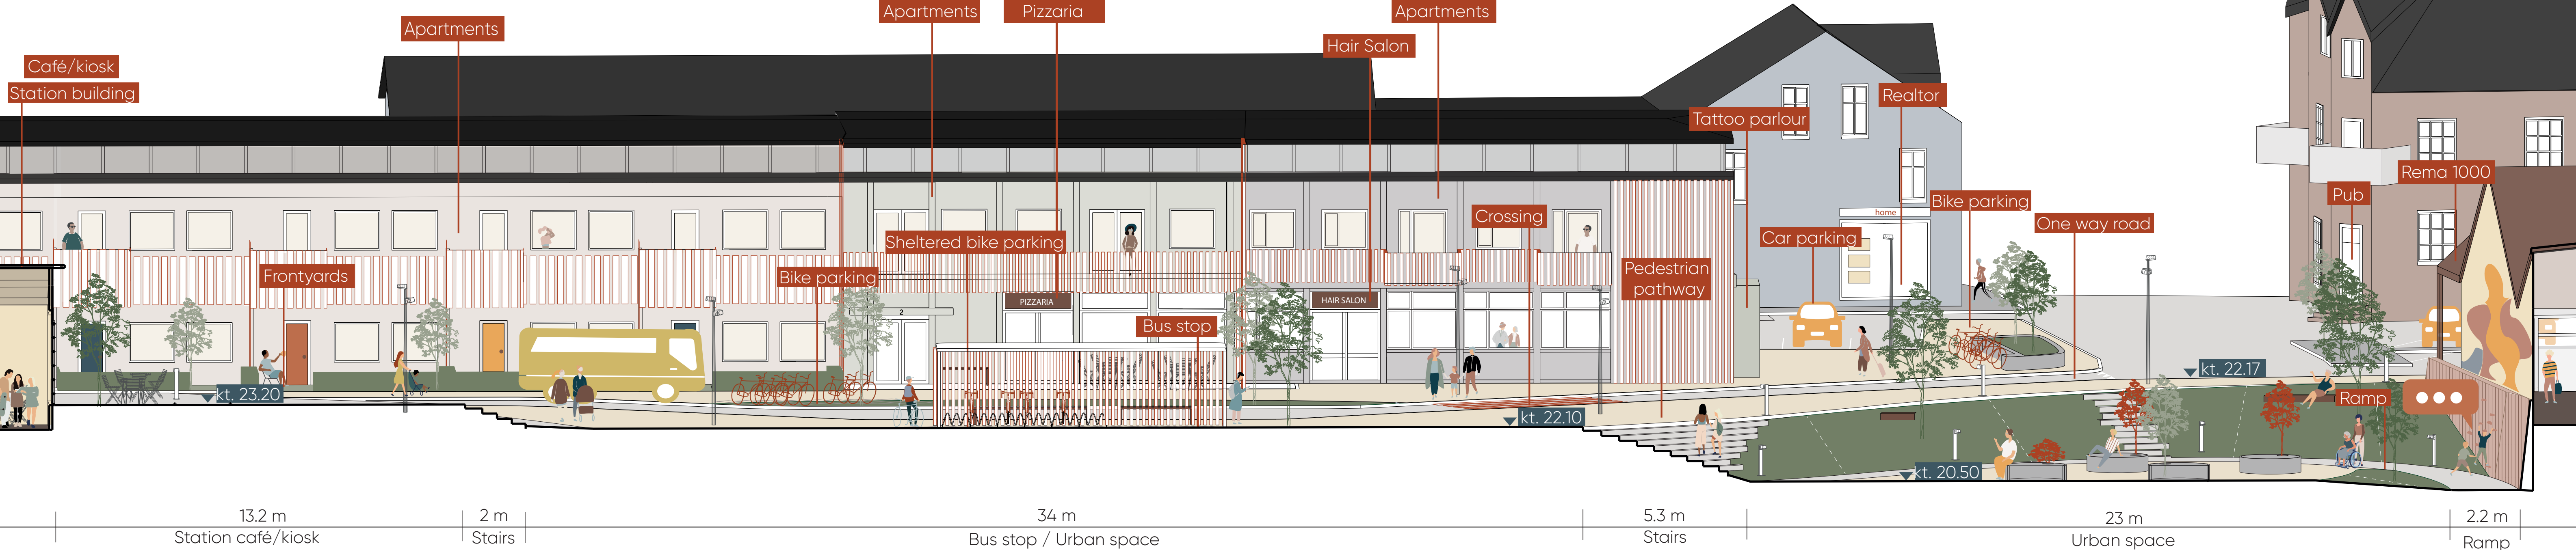 Café/kiosk
Station building
Apartments
Frontyards
Bike parking
Apartments
Pizzaria
Sheltered bike parking
Bus stop
Hair Salon
Apartments
Crossing
Pedestrian
pathway
Tattoo parlour
Car parking
Realtor
Bike parking
One way road
Pub
Rema 1000
Ramp
home
2
PIZZARIA
HAIR SALON
kt. 23.20
kt. 22.10
kt. 20.50
kt. 22.17
13.2 m
Station café/kiosk
2 m
Stairs
34 m
Bus stop / Urban space
5.3 m
Stairs
23 m
Urban space
2.2 m
Ramp